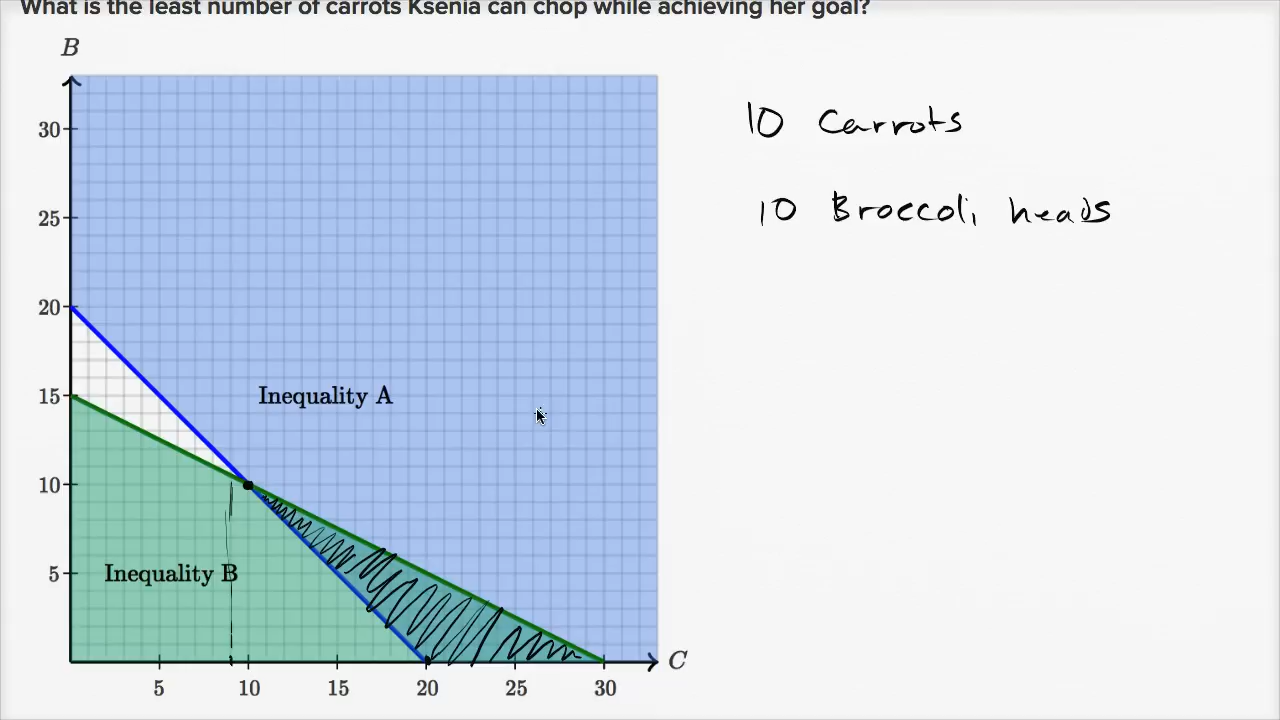 What is the least number of carrots Ksenia can chop while achieving her goal?
B
30
25
20
15
10
5
Inequality A
Inequality B
5 10 15 20 25 30
C
10 Carrots
10 Broccoli heads